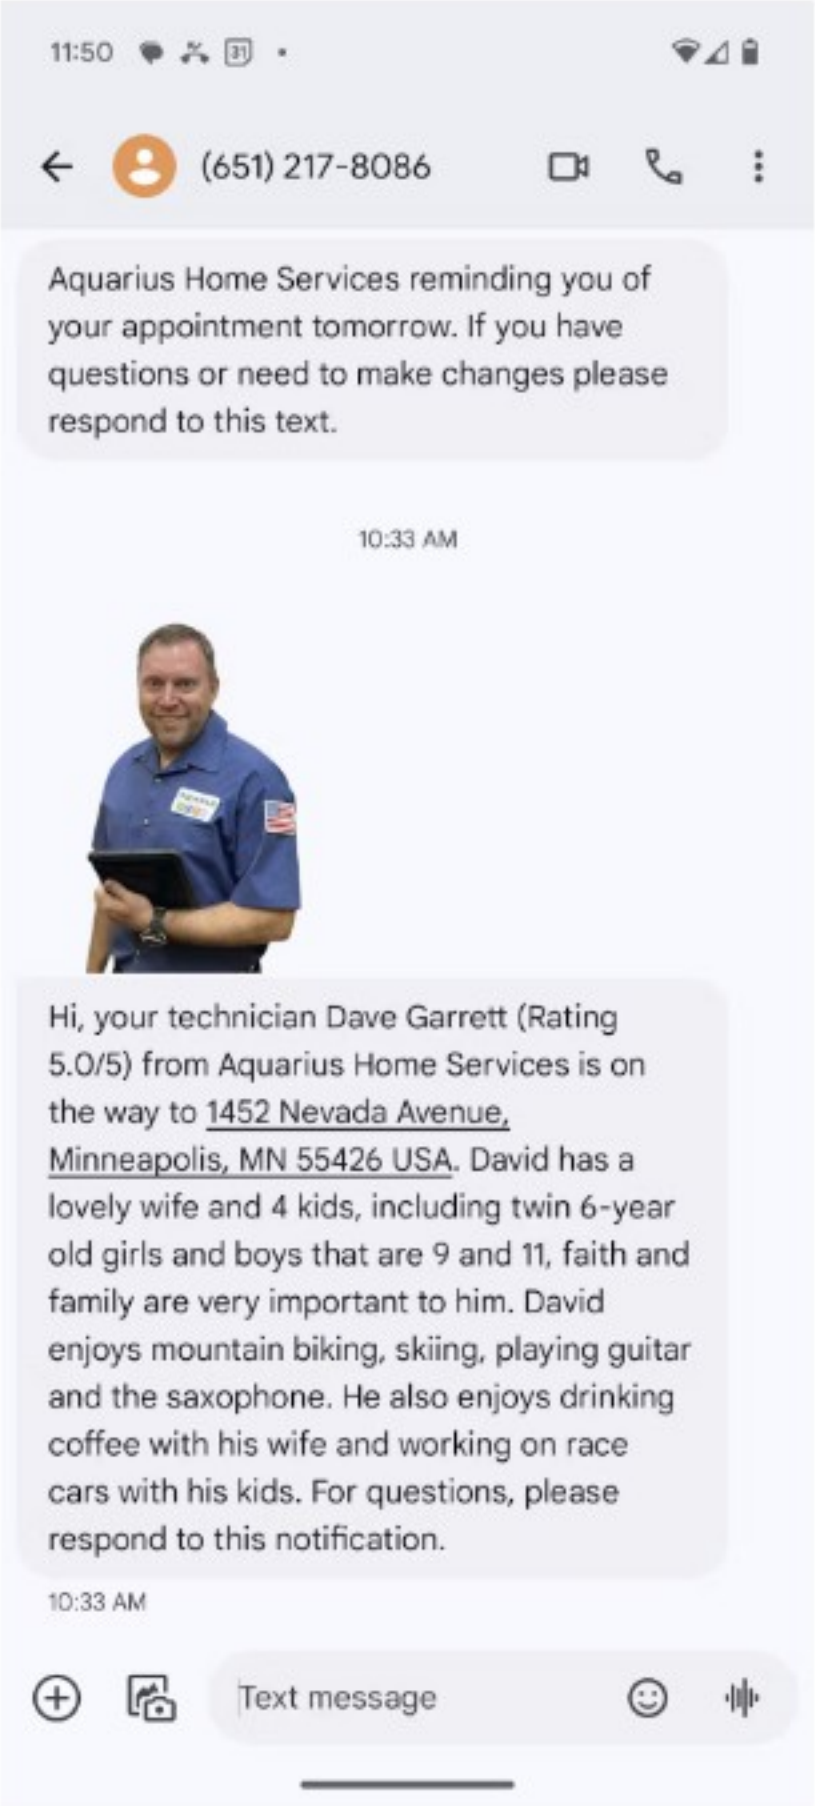 11:50
31
(651) 217-8086
Aquarius Home Services reminding you of
your appointment tomorrow. If you have
questions or need to make changes please
respond to this text.
10:33 AM
Hi, your technician Dave Garrett (Rating
5.0/5) from Aquarius Home Services is on
the way to 1452 Nevada Avenue,
Minneapolis, MN 55426 USA. David has a
lovely wife and 4 kids, including twin 6-year
old girls and boys that are 9 and 11, faith and
family are very important to him. David
enjoys mountain biking, skiing, playing guitar
and the saxophone. He also enjoys drinking
coffee with his wife and working on race
cars with his kids. For questions, please
respond to this notification.
10:33 AM
Text message